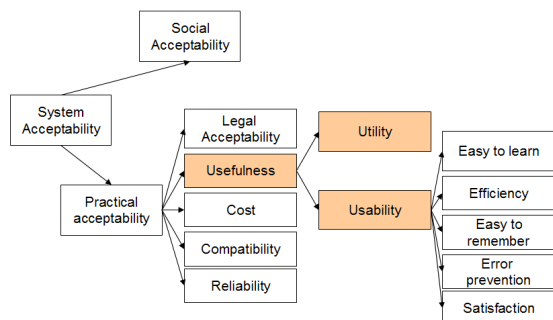 Social
Acceptability
System
Acceptability
Practical
acceptability
Legal
Acceptability
Usefulness
Cost
Compatibility
Reliability
Utility
Usability
Easy to learn
Efficiency
Easy to
remember
Error
prevention
Satisfaction